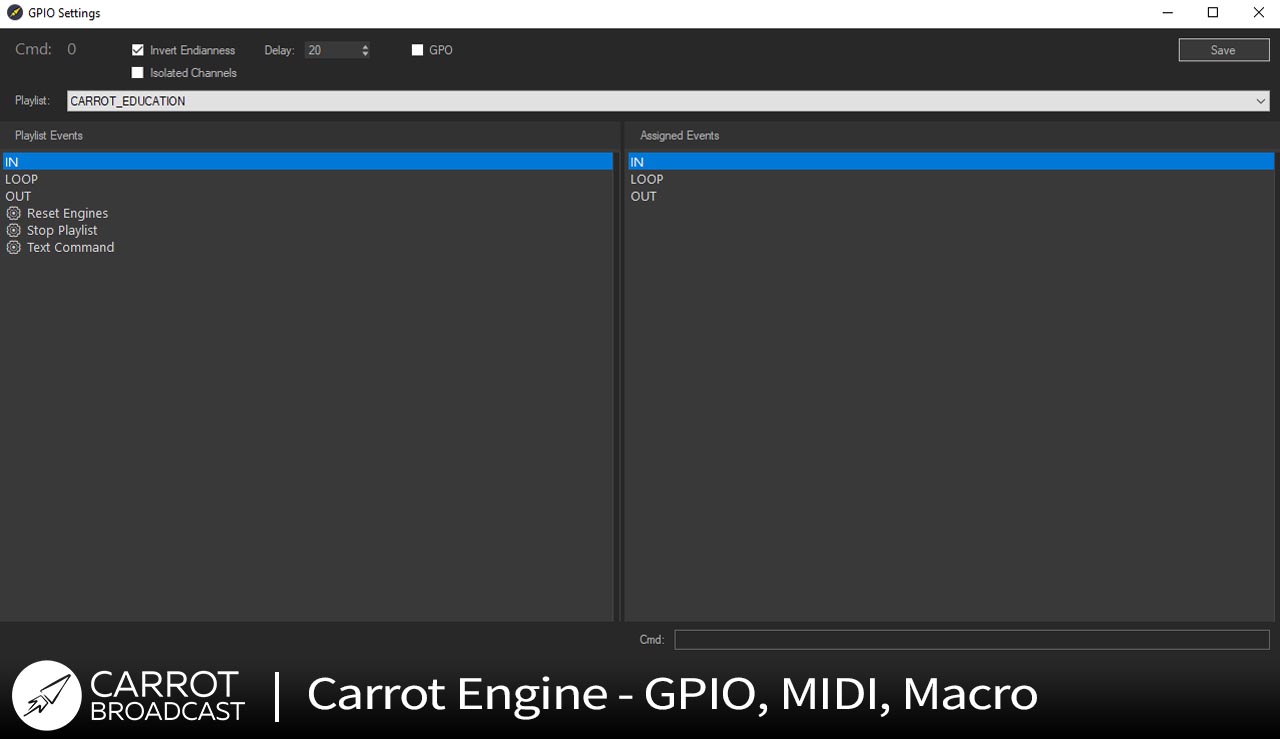 GPIO Settings
Cmd: 0
Invert Endianness
Delay: 20
GPO
Save
Isolated Channels
Playlist: CARROT_EDUCATION
Playlist Events
IN
LOOP
OUT
Reset Engines
Stop Playlist
Text Command
Assigned Events
IN
LOOP
OUT
Cmd:
CARROT
BROADCAST
Carrot Engine - GPIO, MIDI, Macro